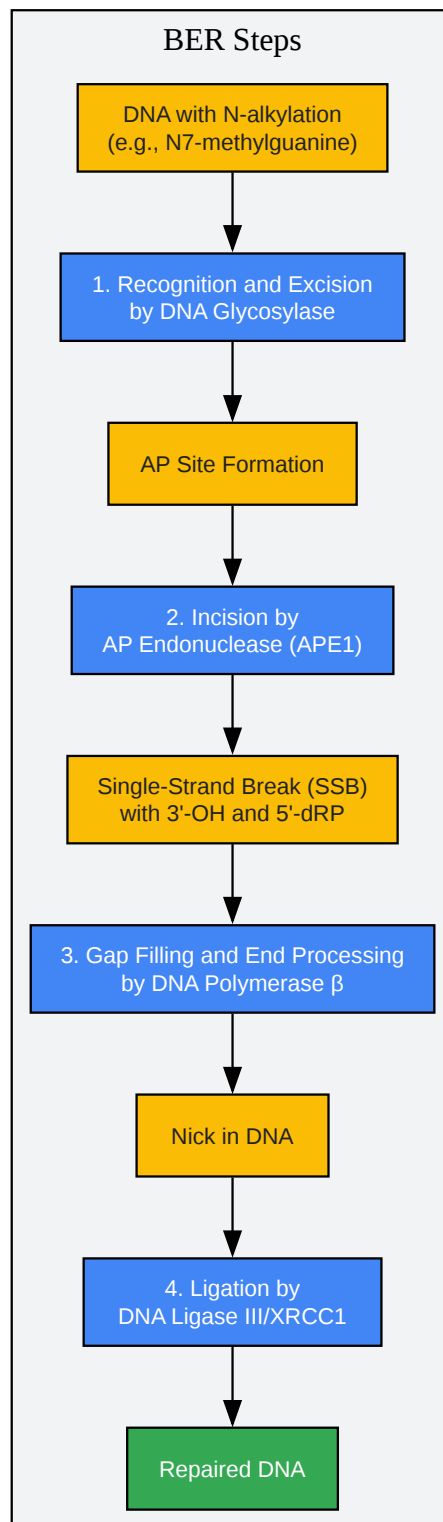 BER Steps
DNA with N-alkylation
(e.g., N7-methylguanine)
1. Recognition and Excision
by DNA Glycosylase
AP Site Formation
2. Incision by
AP Endonuclease (APE1)
Single-Strand Break (SSB)
with 3'-OH and 5'-dRP
3. Gap Filling and End Processing
by DNA Polymerase β
Nick in DNA
4. Ligation by
DNA Ligase III/XRCC1
Repaired DNA